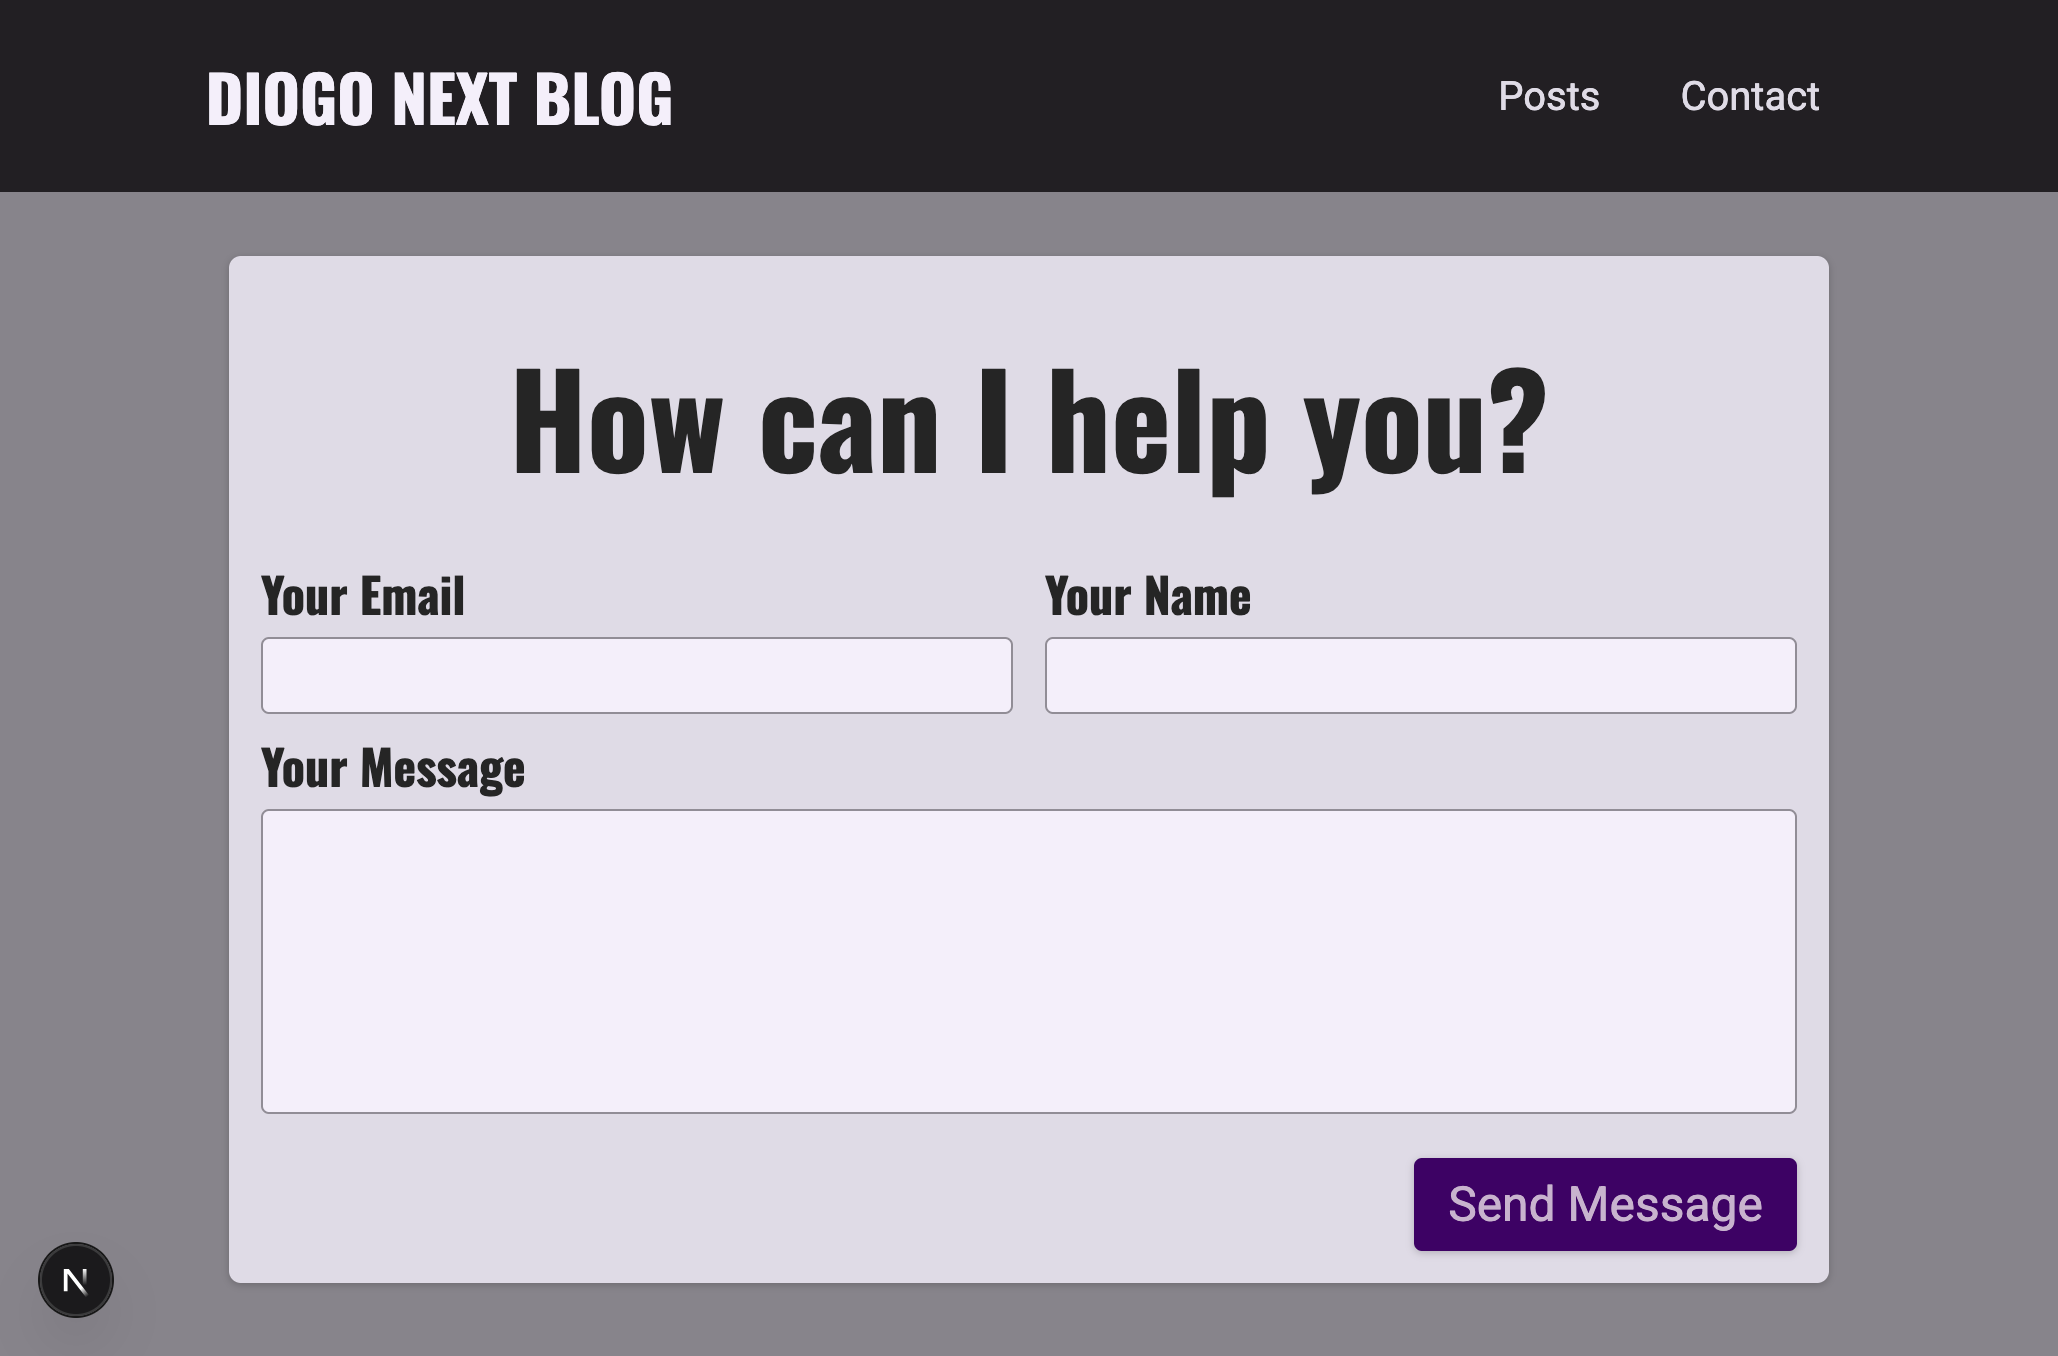 DIOGO NEXT BLOG
Posts
Contact
How can I help you?
Your Email
Your Name
Your Message
Send Message
N